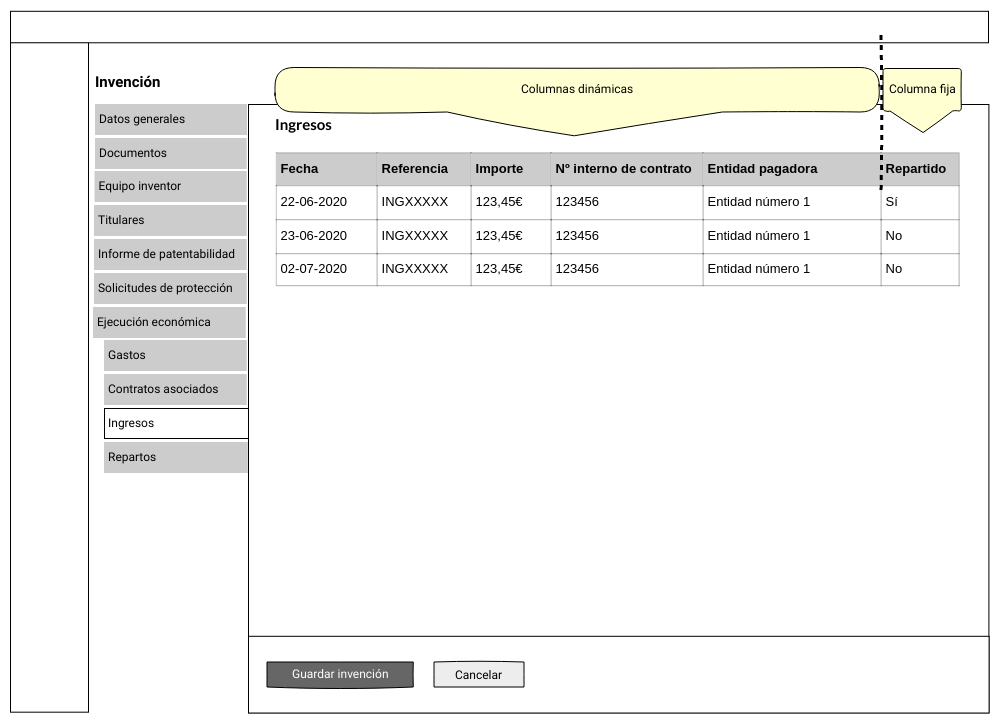 Invención
Columnas dinámicas
Columna fija
Datos generales
Documentos
Equipo inventor
Titulares
Informe de patentabilidad
Solicitudes de protección
Ejecución económica
Gastos
Contratos asociados
Ingresos
Repartos
Ingresos
Fecha Referencia Importe Nº interno de contrato Entidad pagadora Repartido
22-06-2020 INGXXXXX 123,45€ 123456 Entidad número 1 Sí
23-06-2020 INGXXXXX 123,45€ 123456 Entidad número 1 No
02-07-2020 INGXXXXX 123,45€ 123456 Entidad número 1 No
Guardar invención
Cancelar